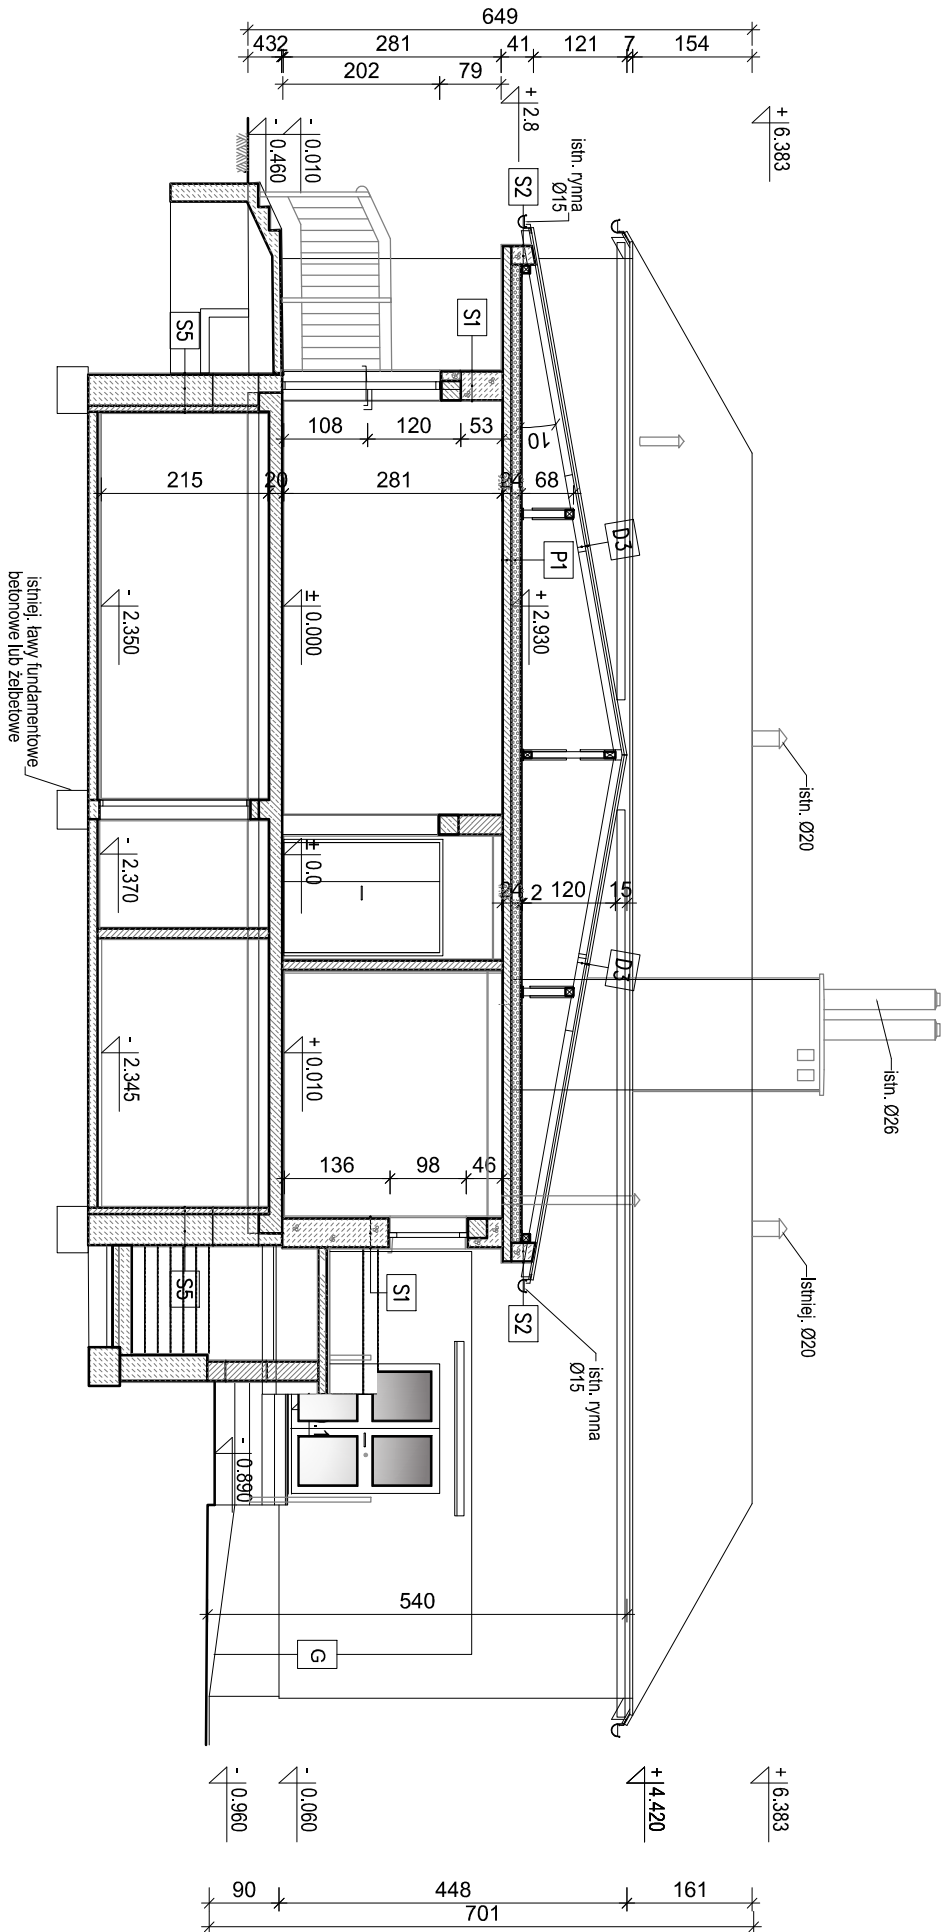 649
432
281
41
121
7
154
202
79
+ 6.383
+ 2.8
- 0.010
- 0.460
istn. rynna
Ø15
S2
S1
S5
108
120
53
10
215
20
281
24
68
D3
P1
- 2.350
± 0.000
+ 2.930
istniej. ławy fundamentowe
betonowe lub żelbetowe
istn. Ø20
- 2.370
± 0.0
24
2
120
15
D3
- 2.345
+ 0.010
istn. Ø26
136
98
46
S5
S1
S2
istn. rynna
Ø15
Istniej. Ø20
- 0.890
540
G
- 0.960
- 0.060
+ 4.420
+ 6.383
90
448
161
701